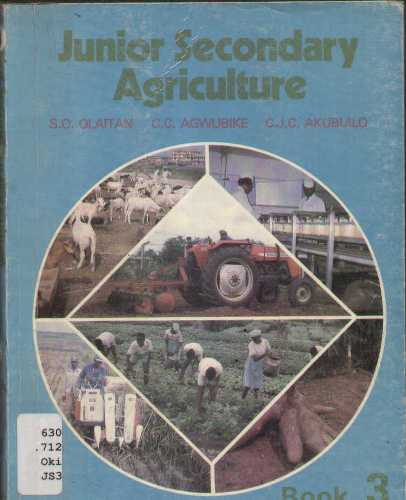 Junior Secondary
Agriculture
S.O. OLAITAN C.C. AGWUBIKE C.J.C. AKUBUILO
630
.712
Oki
JS3
Book 3